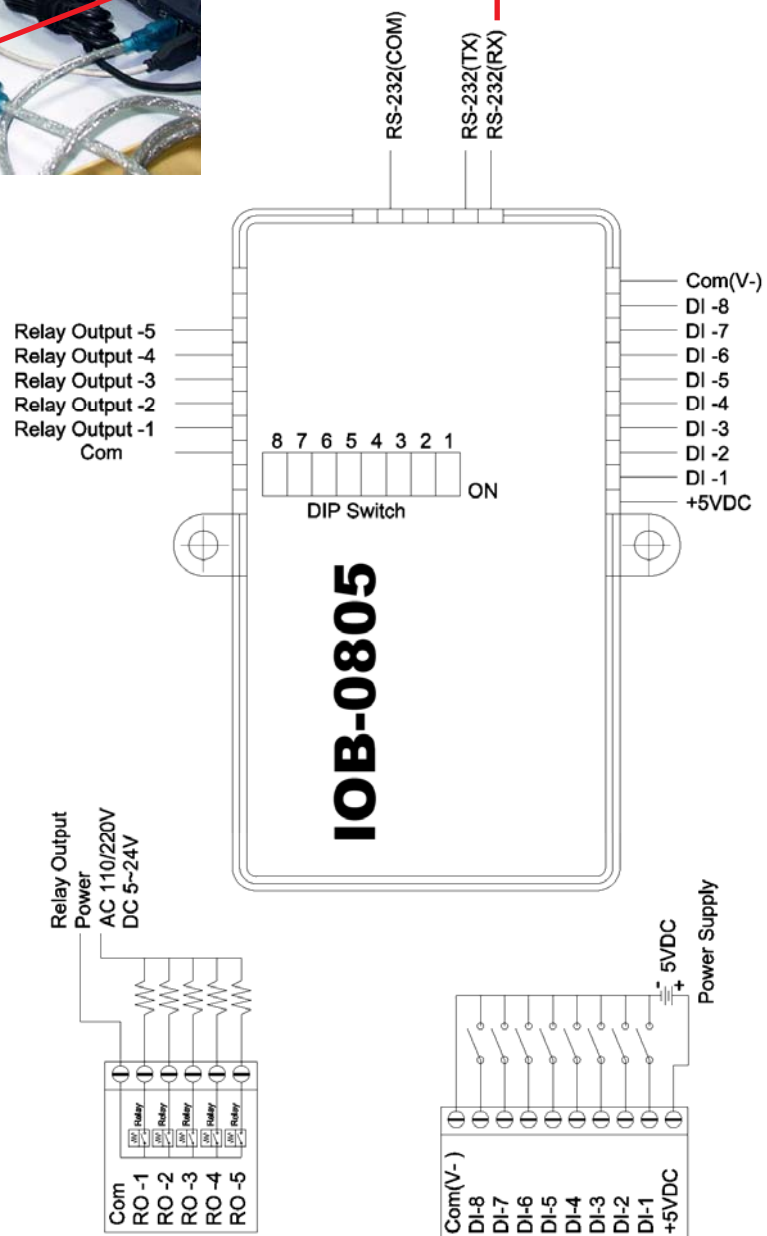 RS-232(COM)
RS-232(TX)
RS-232(RX)
Relay Output -5
Relay Output -4
Relay Output -3
Relay Output -2
Relay Output -1
Com
Com(V-)
DI -8
DI -7
DI -6
DI -5
DI -4
DI -3
DI -2
DI -1
+5VDC
8 7 6 5 4 3 2 1
ON
DIP Switch
IOB-0805
Relay Output
Power
AC 110/220V
DC 5~24V
Relay
Relay
Relay
Relay
Relay
Com
RO -1
RO -2
RO -3
RO -4
RO -5
- 5VDC
+
Power Supply
Com(V- )
DI-8
DI-7
DI-6
DI-5
DI-4
DI-3
DI-2
DI-1
+5VDC